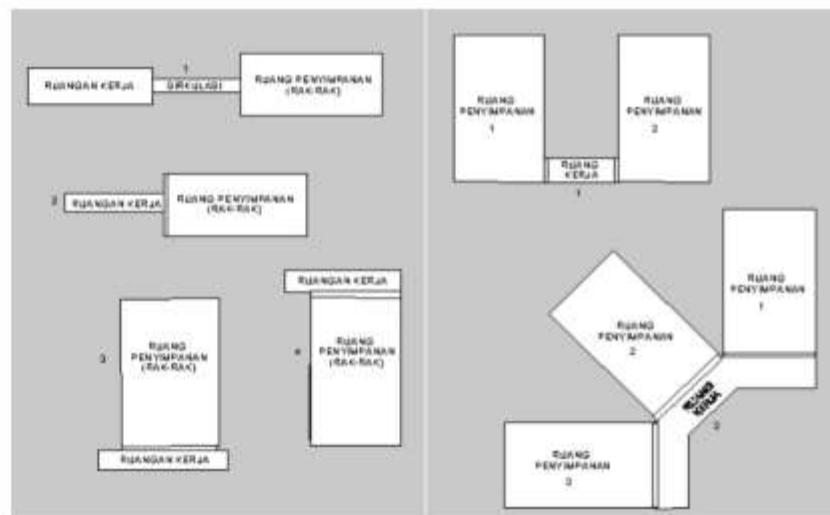 1
RUANGAN KERJA
SIRKULASI
RUANG PENYIMPANAN
(RAK-RAK)
2
RUANGAN KERJA
RUANG PENYIMPANAN
(RAK-RAK)
3
RUANG
PENYIMPANAN
(RAK-RAK)
RUANGAN KERJA
RUANGAN KERJA
4
RUANG
PENYIMPANAN
(RAK-RAK)
RUANG
PENYIMPANAN
1
RUANG
PENYIMPANAN
2
RUANG
KERJA
1
RUANG
PENYIMPANAN
1
RUANG
PENYIMPANAN
2
RUANG
KERJA
2
RUANG
PENYIMPANAN
3